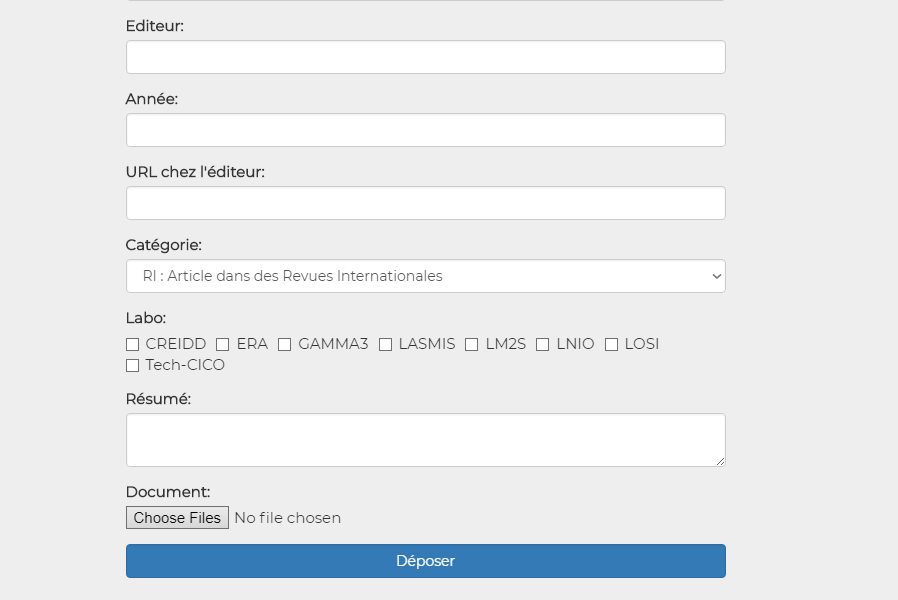 Editeur:
Année:
URL chez l'éditeur:
Catégorie:
RI : Article dans des Revues Internationales
Labo:
CREIDD ERA GAMMA3 LASMIS LM2S LNIO LOSI
Tech-CICO
Résumé:
Document:
Choose Files No file chosen
Déposer